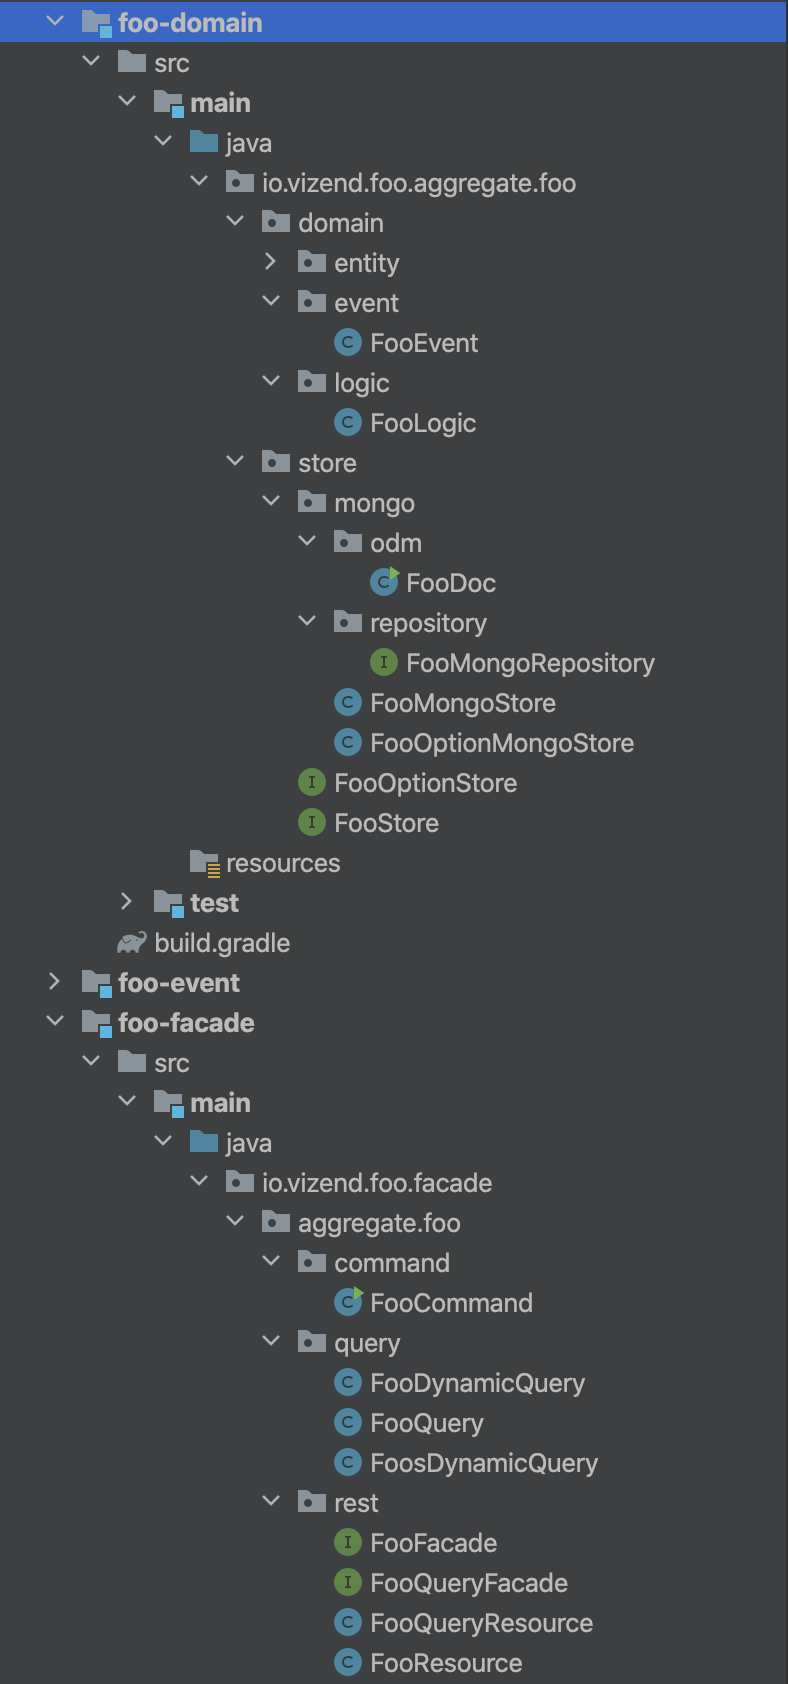 foo-domain
src
main
java
io.vizend.foo.aggregate.foo
domain
entity
event
FooEvent
logic
FooLogic
store
mongo
odm
FooDoc
repository
FooMongoRepository
FooMongoStore
FooOptionMongoStore
FooOptionStore
FooStore
resources
test
build.gradle
foo-event
foo-facade
src
main
java
io.vizend.foo.facade
aggregate.foo
command
FooCommand
query
FooDynamicQuery
FooQuery
FoosDynamicQuery
rest
FooFacade
FooQueryFacade
FooQueryResource
FooResource